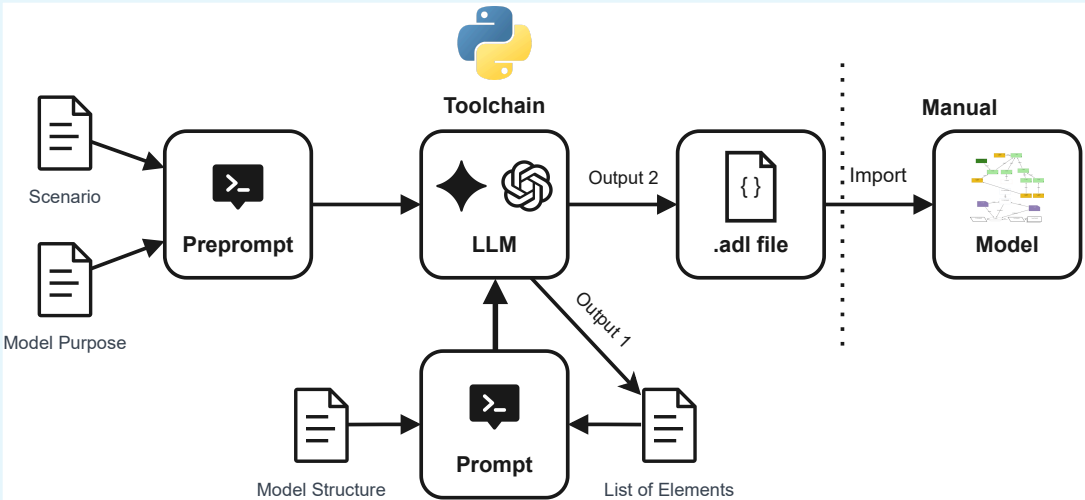 Toolchain
Manual
Scenario
Preprompt
LLM
Output 2
{ }
.adl file
Import
Model
Model Purpose
Output 1
Prompt
Model Structure
List of Elements